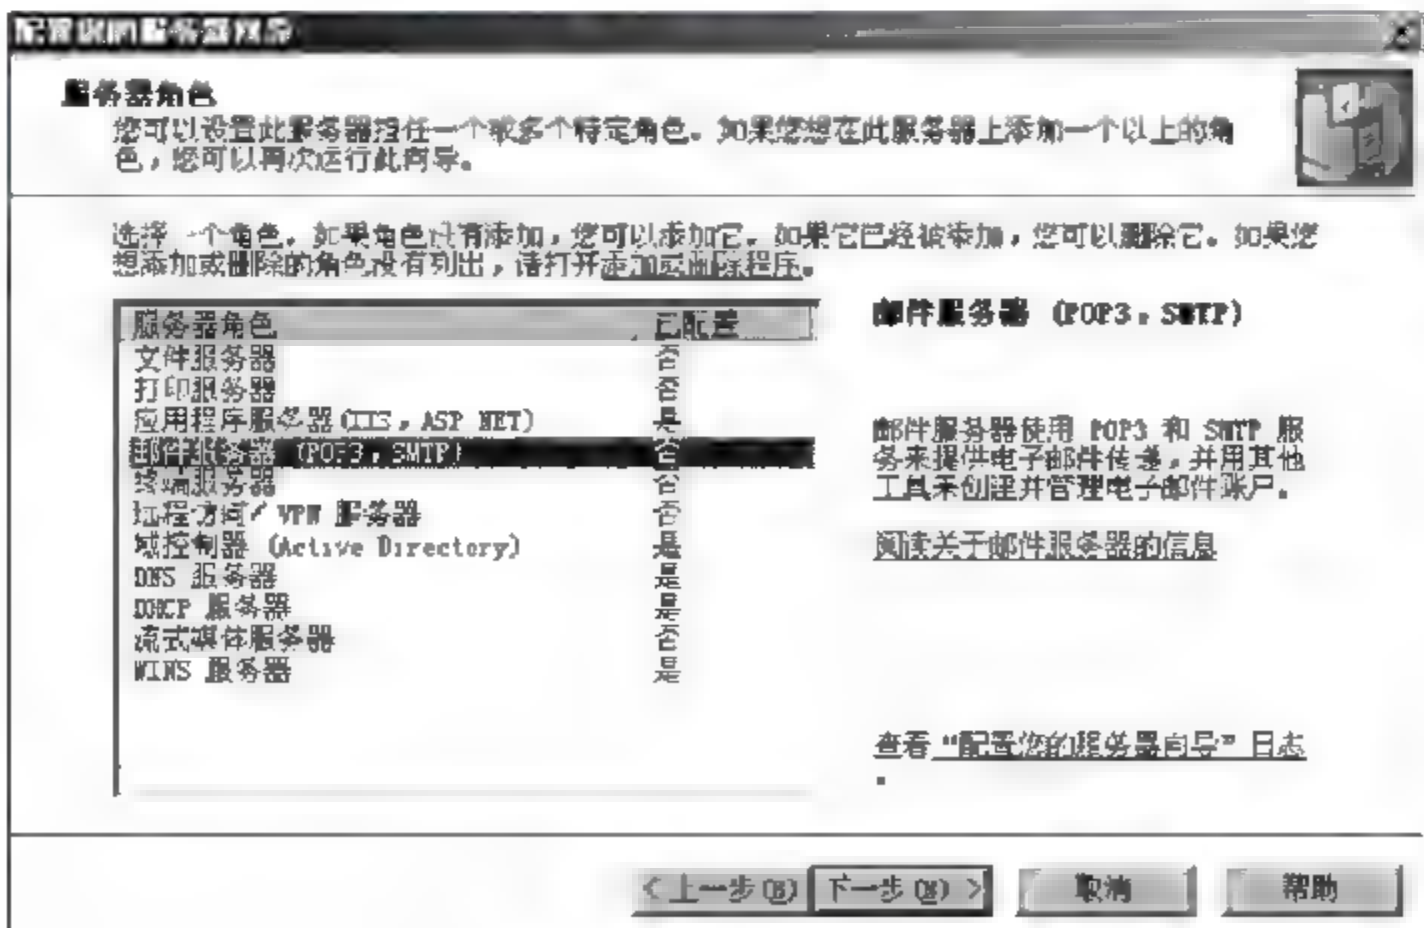 配置您的服务器向导
服务器角色
您可以设置此服务器担任一个或多个特定角色。如果您想在此服务器上添加一个以上的角
色，您可以再次运行此向导。
选择一个角色。如果角色没有添加，您可以添加它。如果它已经被添加，您可以删除它。如果您
想添加或删除的角色没有列出，请打开添加或删除程序。
服务器角色 已配置
文件服务器 否
打印服务器 否
应用程序服务器(IIS，ASP.NET) 是
邮件服务器 (POP3，SMTP) 否
终端服务器 否
远程访问/VPN 服务器 否
域控制器 (Active Directory) 是
DNS 服务器 是
DHCP 服务器 是
流式媒体服务器 否
WINS 服务器 是
邮件服务器 (POP3，SMTP)
邮件服务器使用 POP3 和 SMTP 服
务来提供电子邮件传递，并用其他
工具来创建并管理电子邮件账户。
阅读关于邮件服务器的信息
查看“配置您的服务器向导”日志
。
<上一步(B) 下一步(N)> 取消 帮助